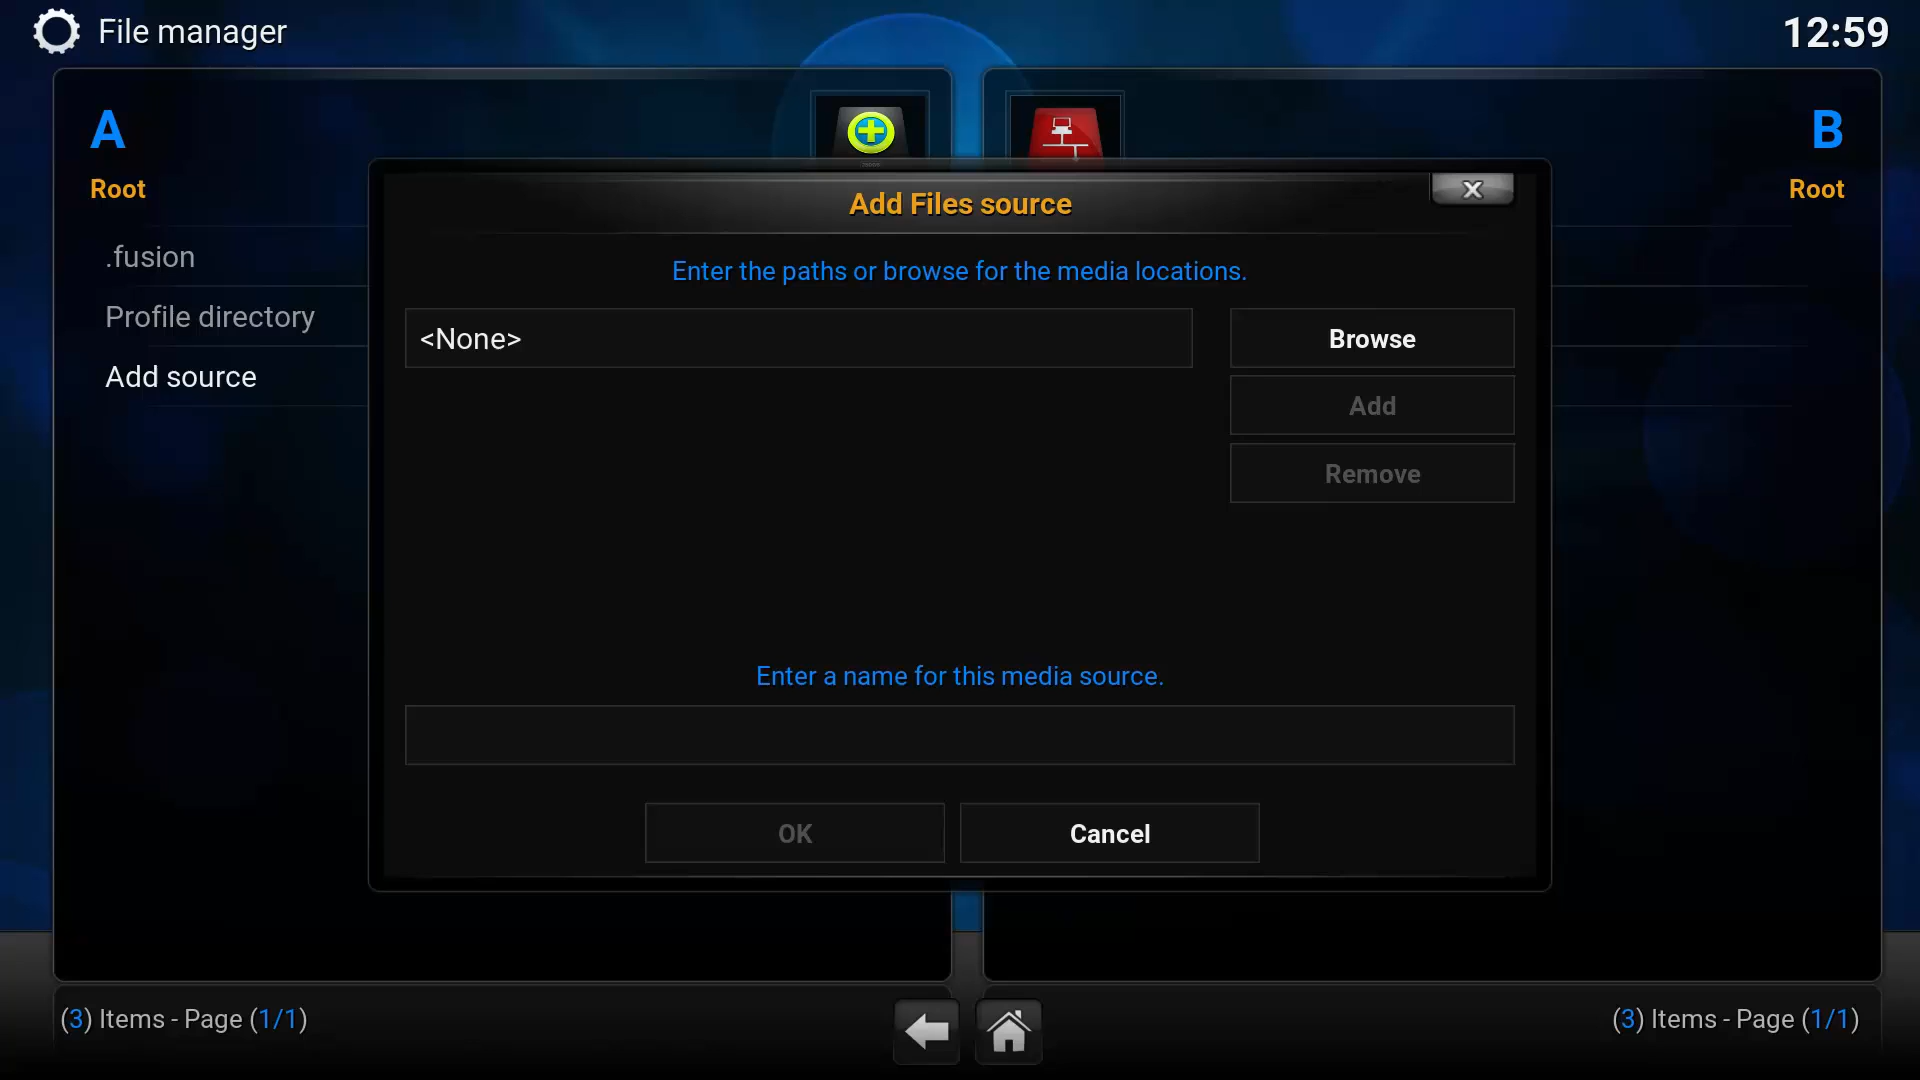 File manager
12:59
A
B
Root
Root
Add Files source
Enter the paths or browse for the media locations.
.fusion
Profile directory
Add source
<None>
Browse
Add
Remove
Enter a name for this media source.
OK
Cancel
(3) Items - Page (1/1)
(3) Items - Page (1/1)